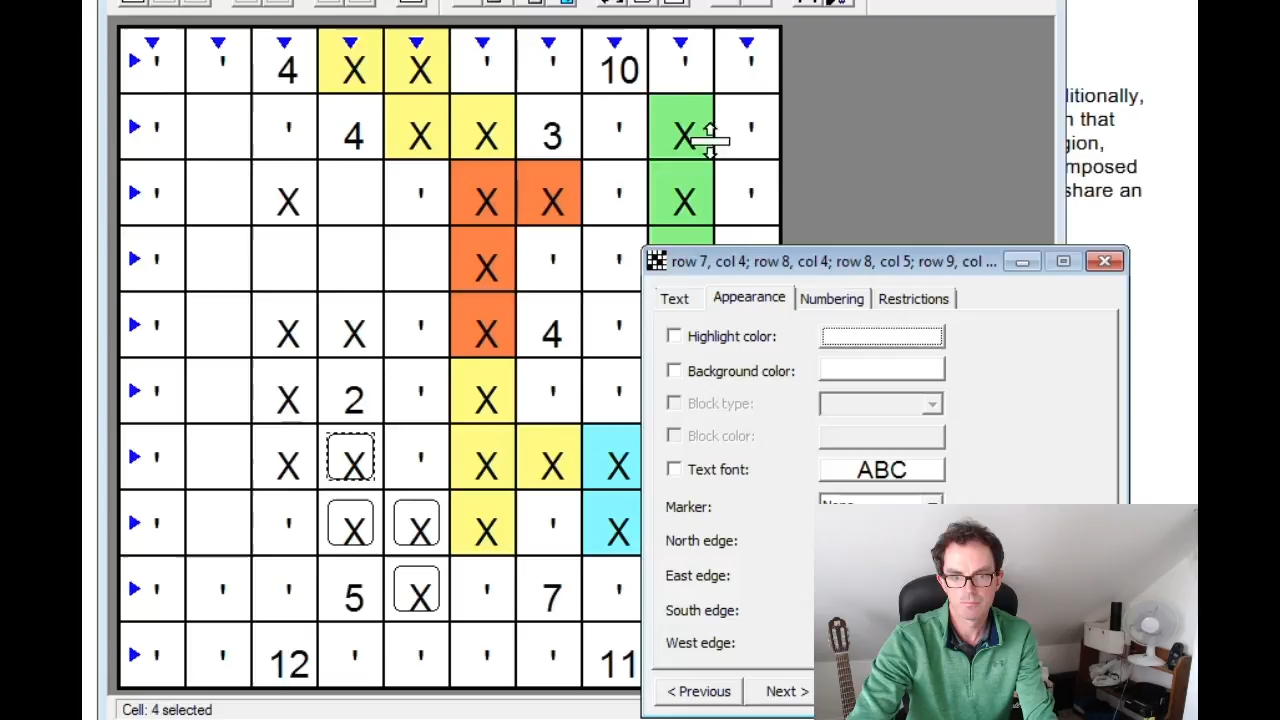 ' ' 4 X X ' ' 10 ' '
' ' 4 X X 3 ' X '
' X ' X X ' X '
' X ' '
' X X ' X 4 '
' X 2 ' X ' '
' X X ' X X X
' ' X X X ' X
' ' ' 5 X ' 7 '
' ' 12 ' ' ' ' 11
Cell: 4 selected
row 7, col 4; row 8, col 4; row 8, col 5; row 9, col ...
Text Appearance Numbering Restrictions
Highlight color:
Background color:
Block type:
Block color:
Text font: ABC
Marker:
North edge:
East edge:
South edge:
West edge:
< Previous Next >
litionally,
that
gion,
mposed
share an